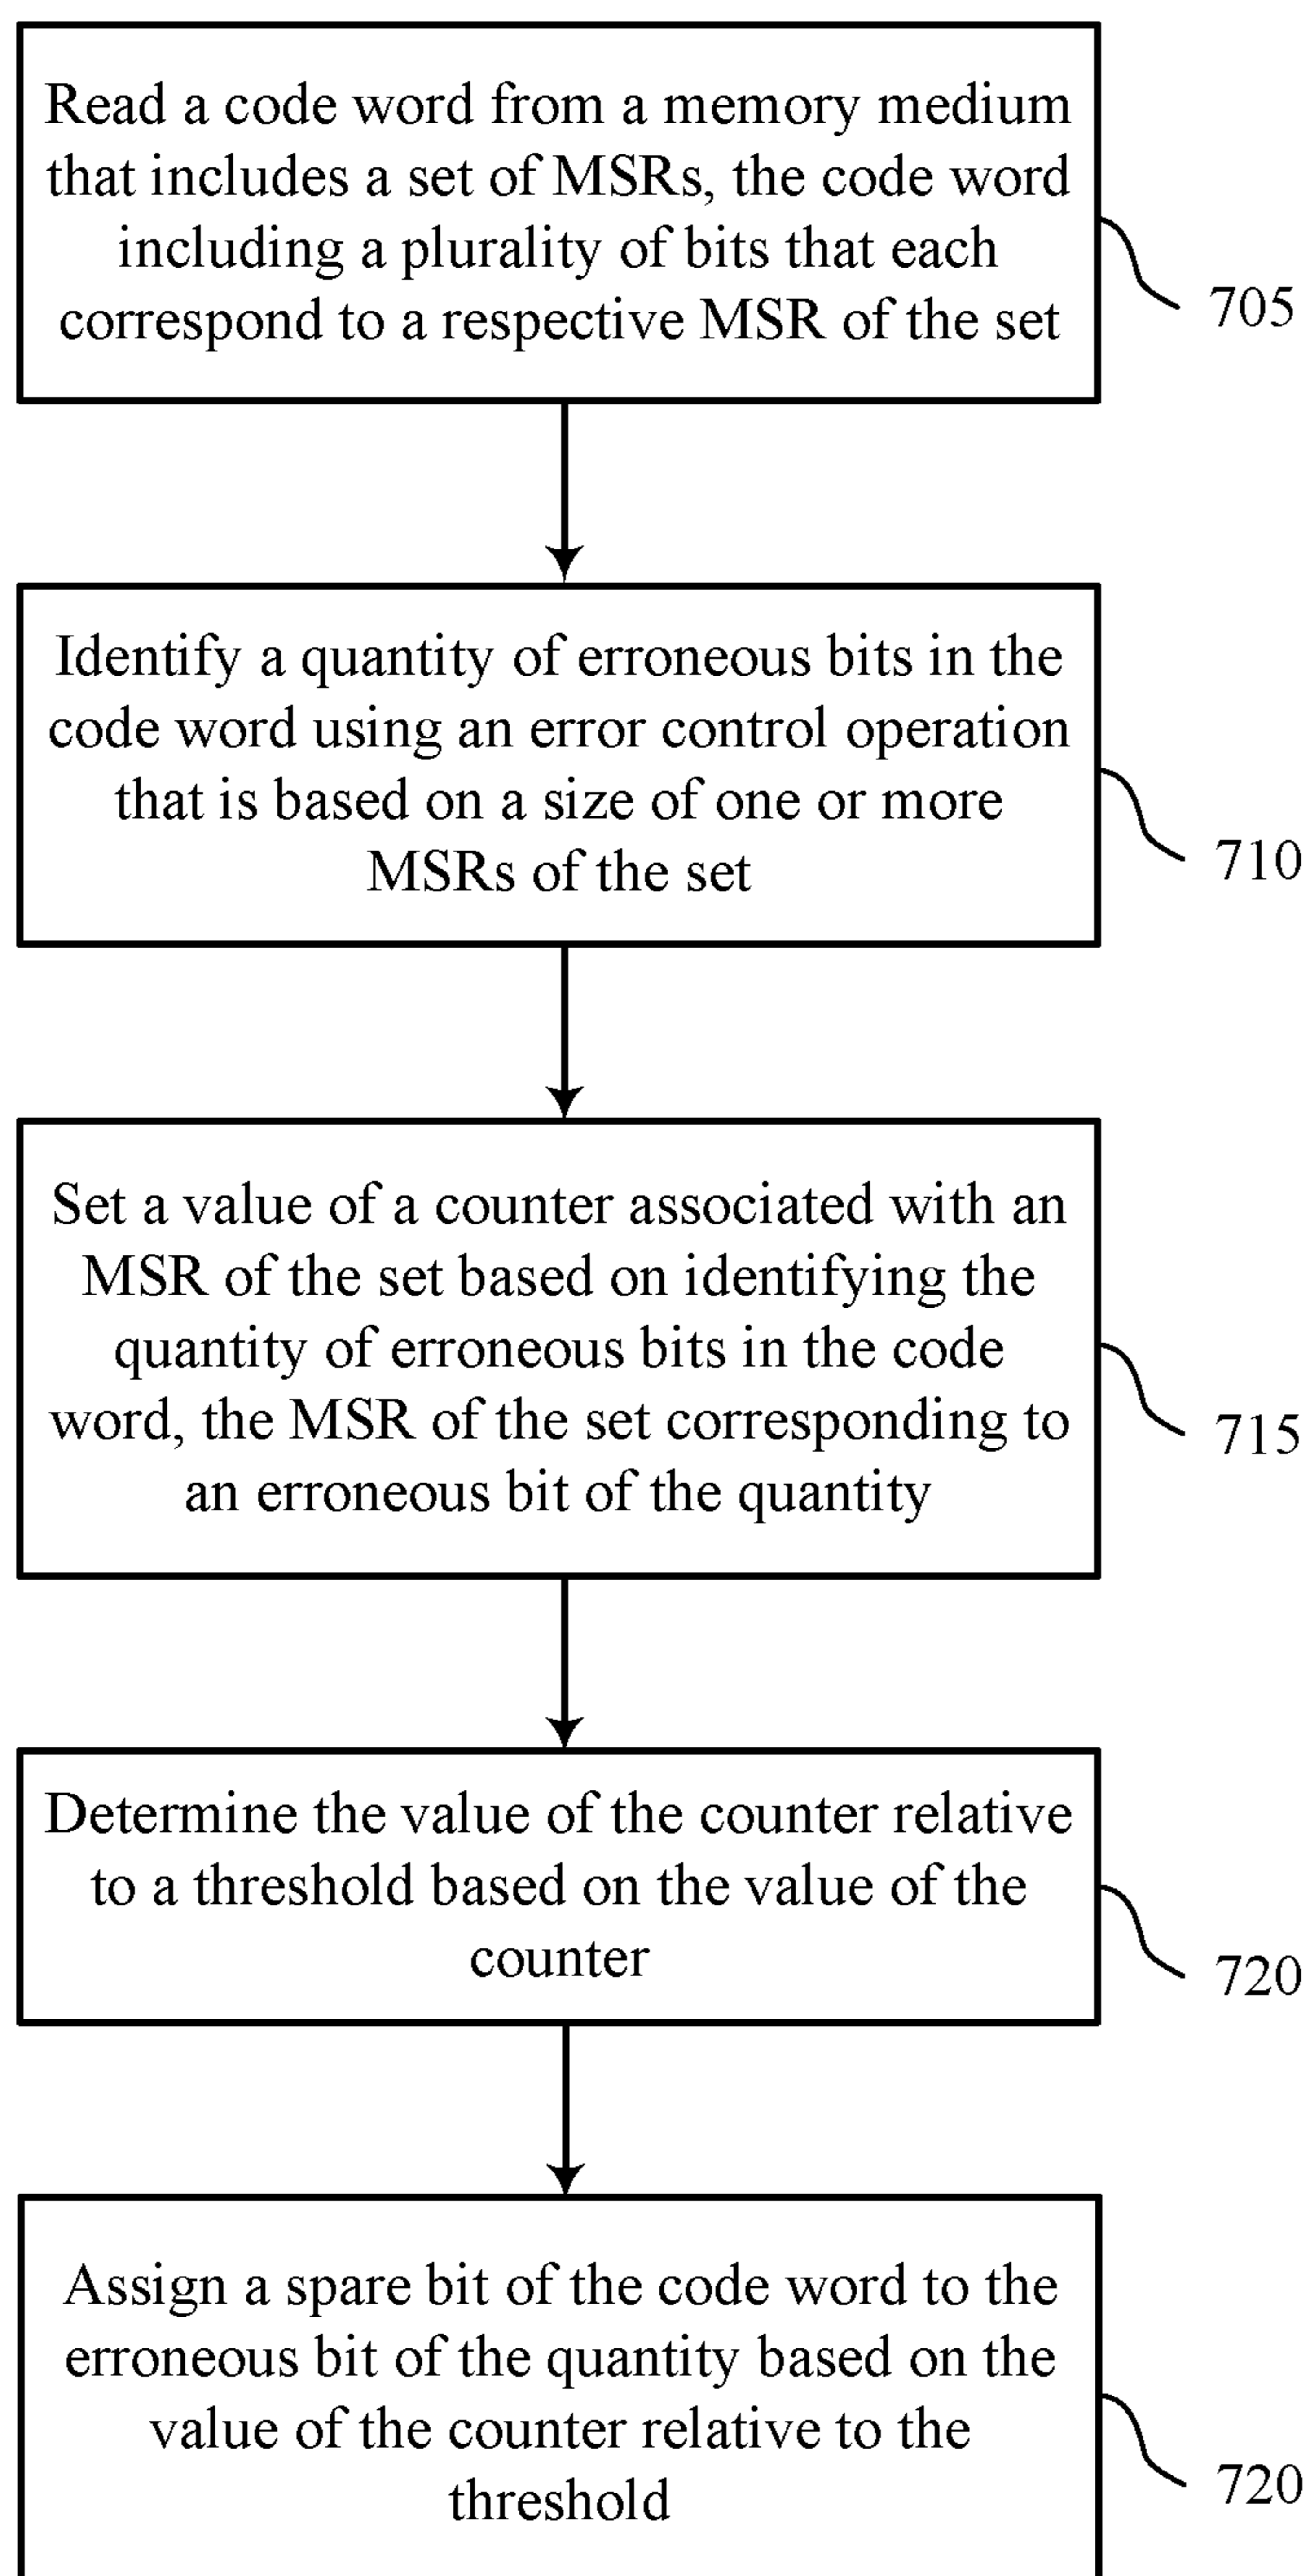 Read a code word from a memory medium
that includes a set of MSRs, the code word
including a plurality of bits that each
correspond to a respective MSR of the set
705
Identify a quantity of erroneous bits in the
code word using an error control operation
that is based on a size of one or more
MSRs of the set
710
Set a value of a counter associated with an
MSR of the set based on identifying the
quantity of erroneous bits in the code
word, the MSR of the set corresponding to
an erroneous bit of the quantity
715
Determine the value of the counter relative
to a threshold based on the value of the
counter
720
Assign a spare bit of the code word to the
erroneous bit of the quantity based on the
value of the counter relative to the
threshold
720